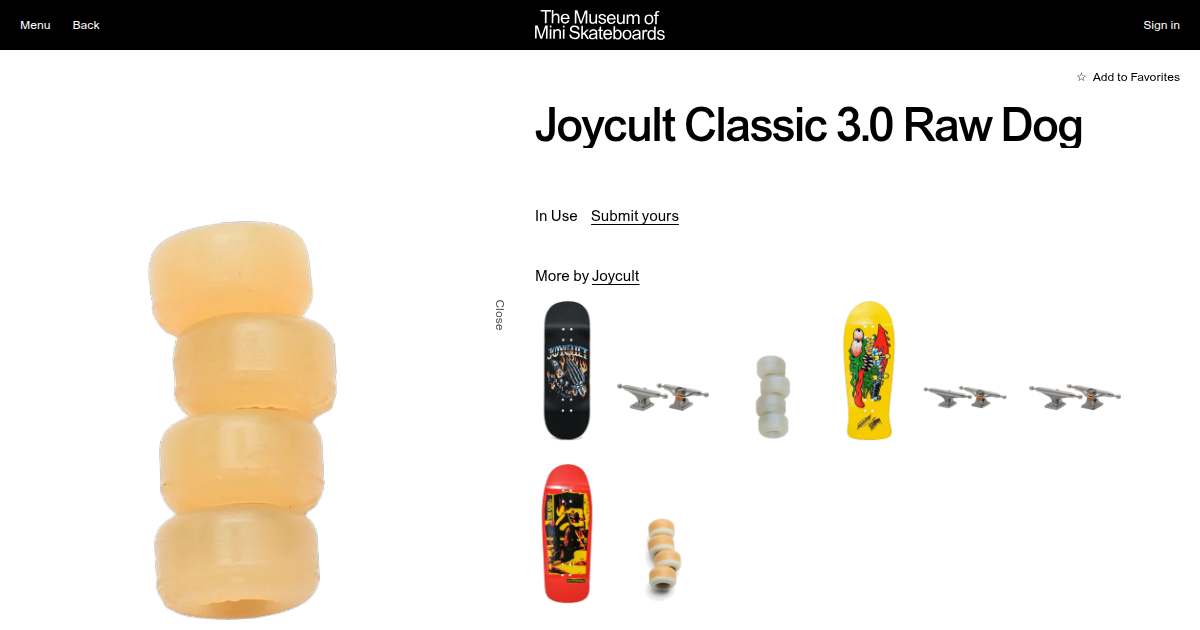 Menu
Back
The Museum of
Mini Skateboards
Sign in
☆ Add to Favorites
Joycult Classic 3.0 Raw Dog
In Use
Submit yours
More by Joycult
Close
JOYCULT